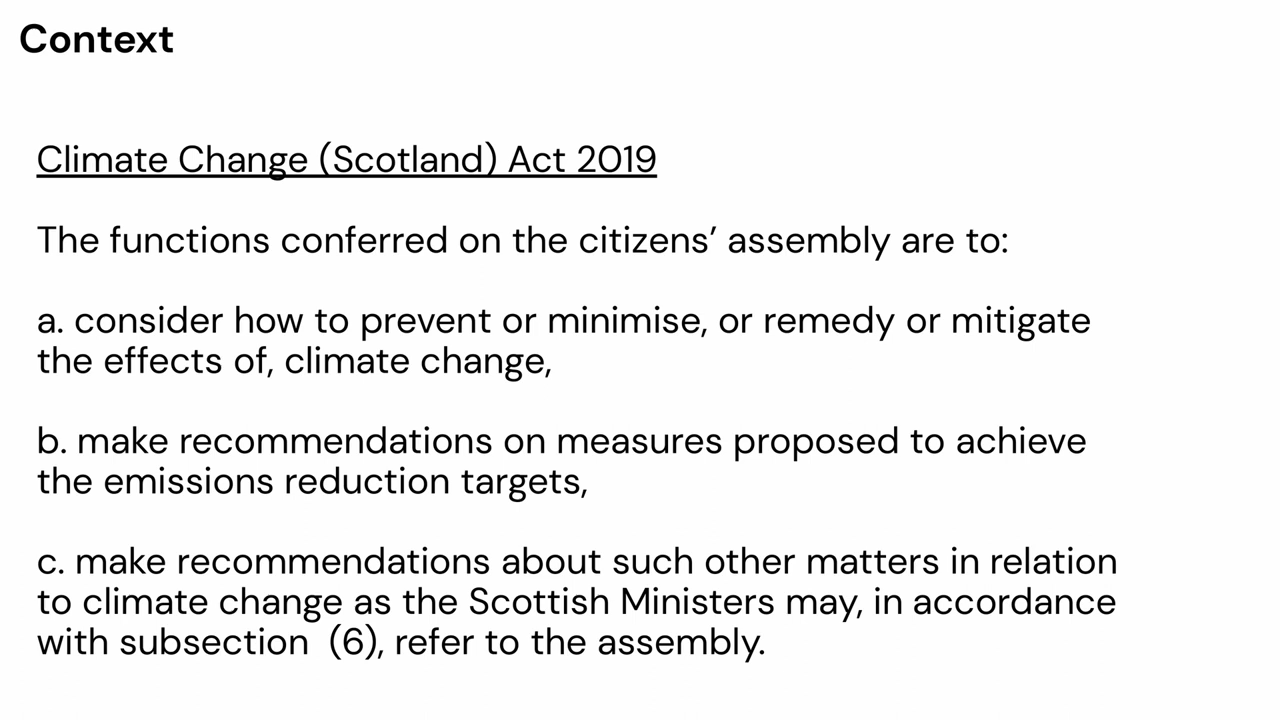 Context
Climate Change (Scotland) Act 2019
The functions conferred on the citizens’ assembly are to:
a. consider how to prevent or minimise, or remedy or mitigate
the effects of, climate change,
b. make recommendations on measures proposed to achieve
the emissions reduction targets,
c. make recommendations about such other matters in relation
to climate change as the Scottish Ministers may, in accordance
with subsection  (6), refer to the assembly.